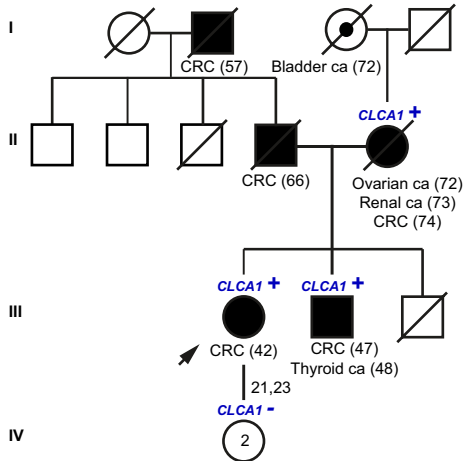 I
CRC (57)
Bladder ca (72)
CLCA1 +
II
CRC (66)
Ovarian ca (72)
Renal ca (73)
CRC (74)
CLCA1 + CLCA1 +
III
CRC (42)
CRC (47)
Thyroid ca (48)
21,23
CLCA1 -
IV
2